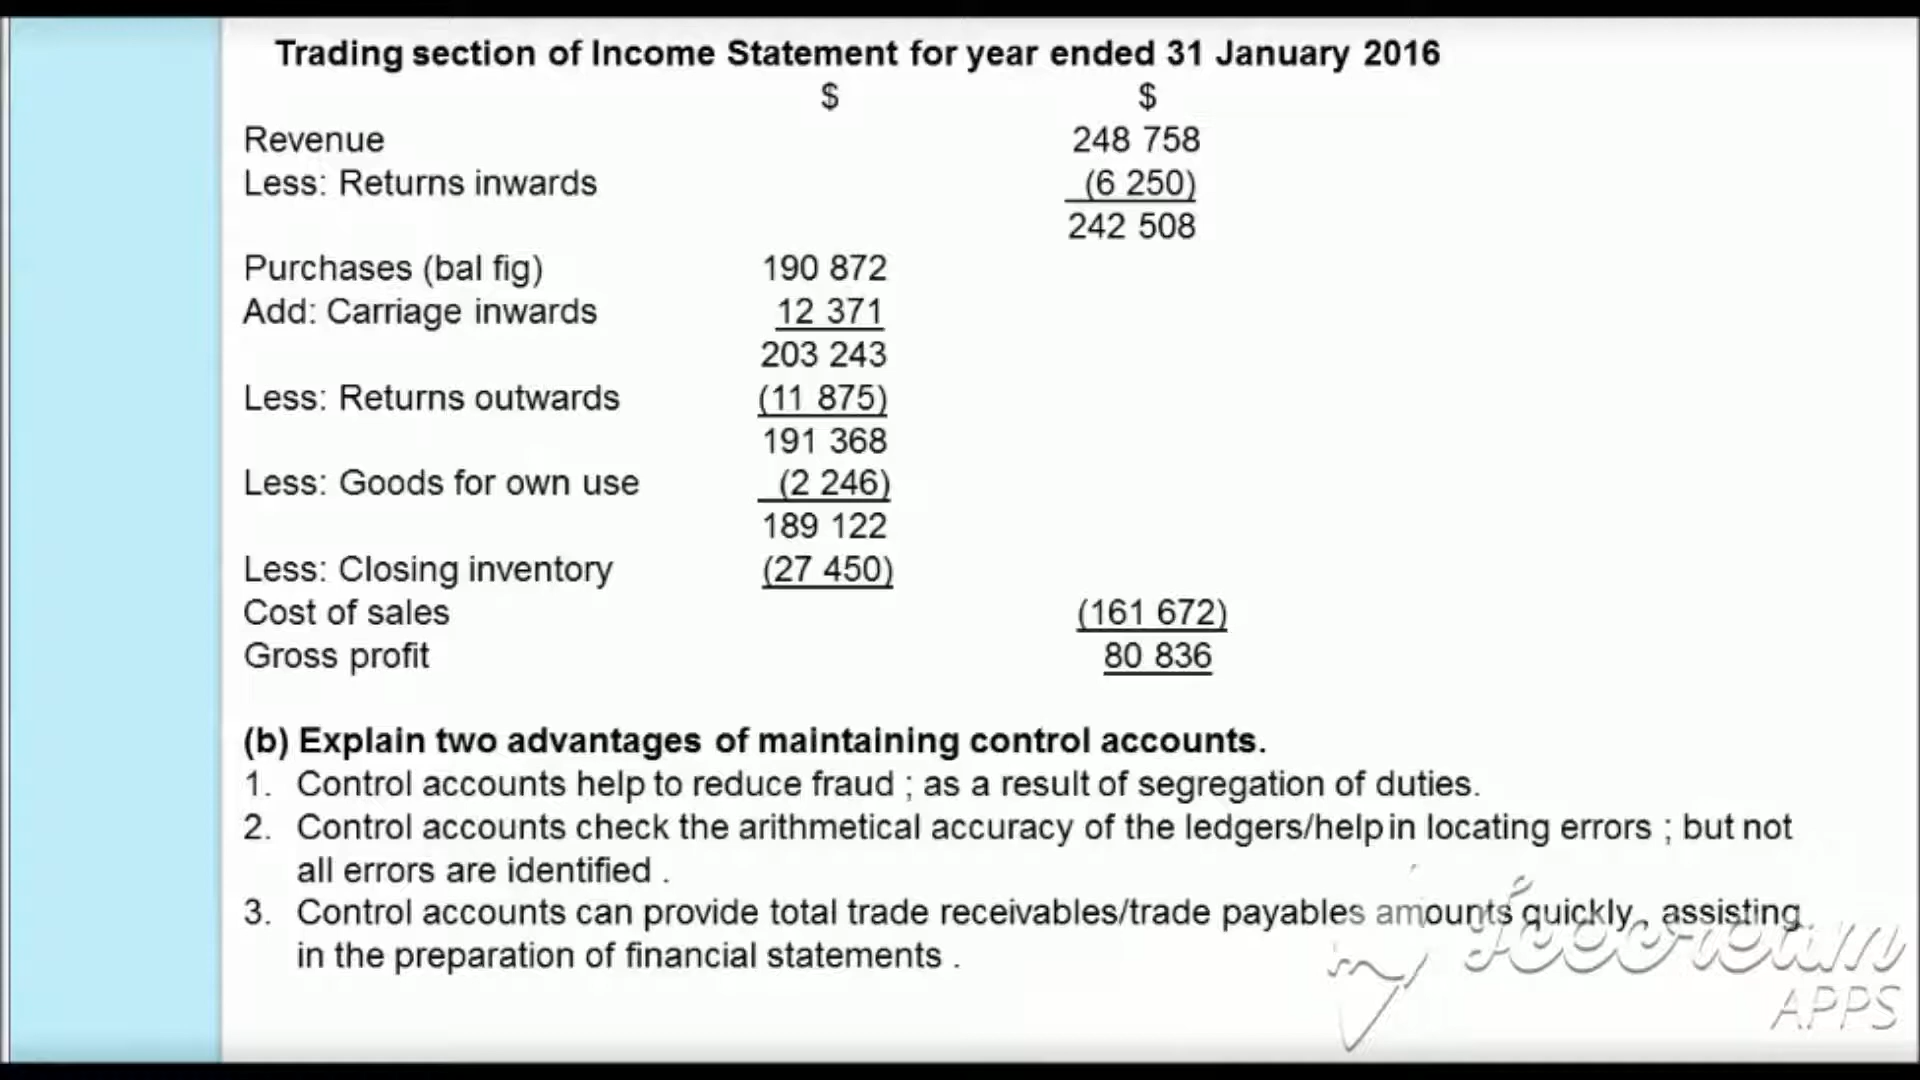 Trading section of Income Statement for year ended 31 January 2016
$ $
Revenue 248 758
Less: Returns inwards (6 250)
242 508
Purchases (bal fig) 190 872
Add: Carriage inwards 12 371
203 243
Less: Returns outwards (11 875)
191 368
Less: Goods for own use (2 246)
189 122
Less: Closing inventory (27 450)
Cost of sales (161 672)
Gross profit 80 836
(b) Explain two advantages of maintaining control accounts.
1. Control accounts help to reduce fraud ; as a result of segregation of duties.
2. Control accounts check the arithmetical accuracy of the ledgers/help in locating errors ; but not
all errors are identified .
3. Control accounts can provide total trade receivables/trade payables amounts quickly , assisting
in the preparation of financial statements .
Icecream
APPS